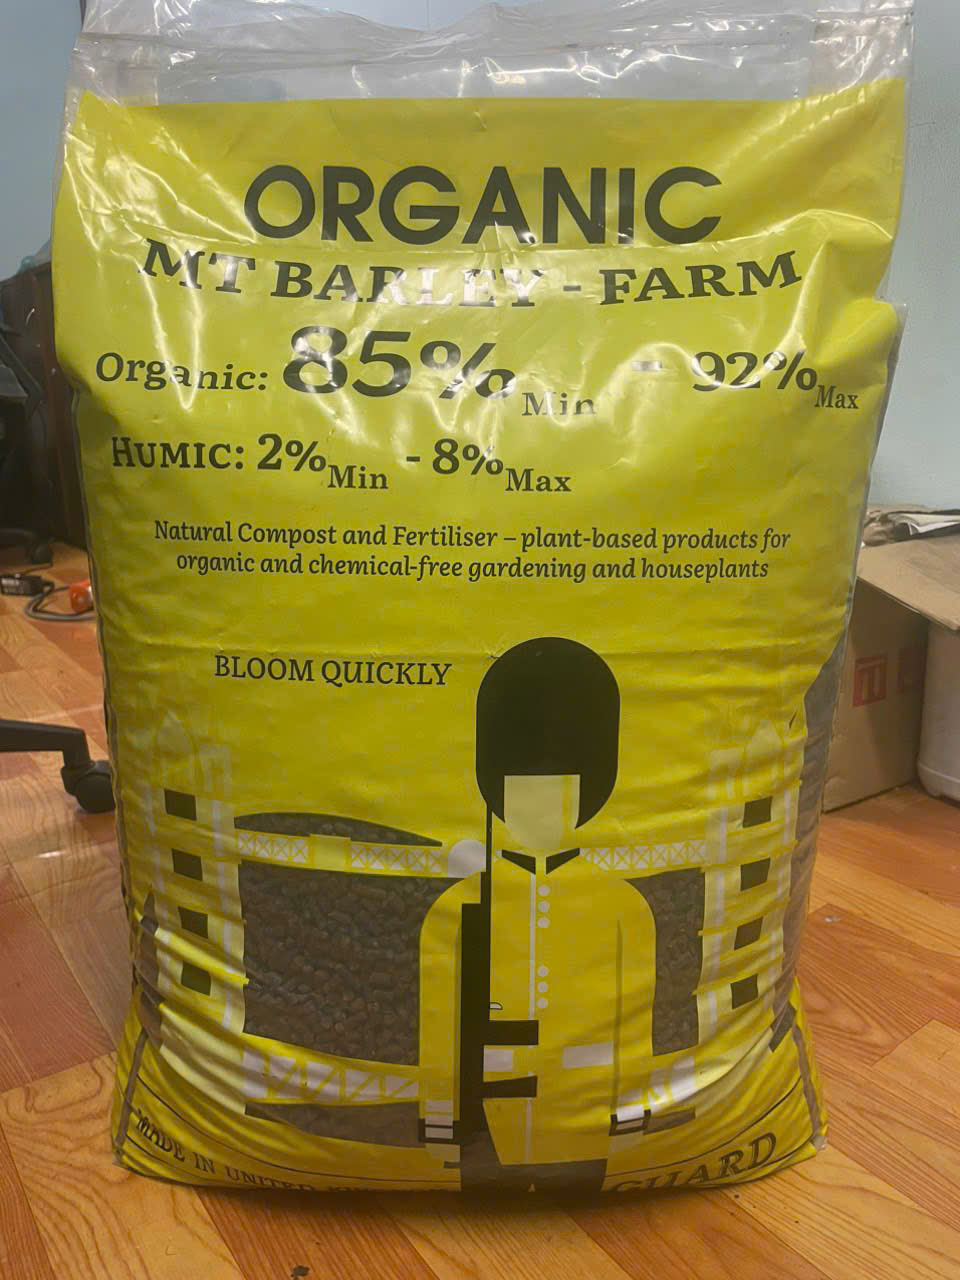 ORGANIC
MT BARLEY - FARM
Organic: 85% Min - 92% Max
HUMIC: 2% Min - 8% Max
Natural Compost and Fertiliser – plant-based products for
organic and chemical-free gardening and houseplants
BLOOM QUICKLY
MADE IN UNITED
GUARD